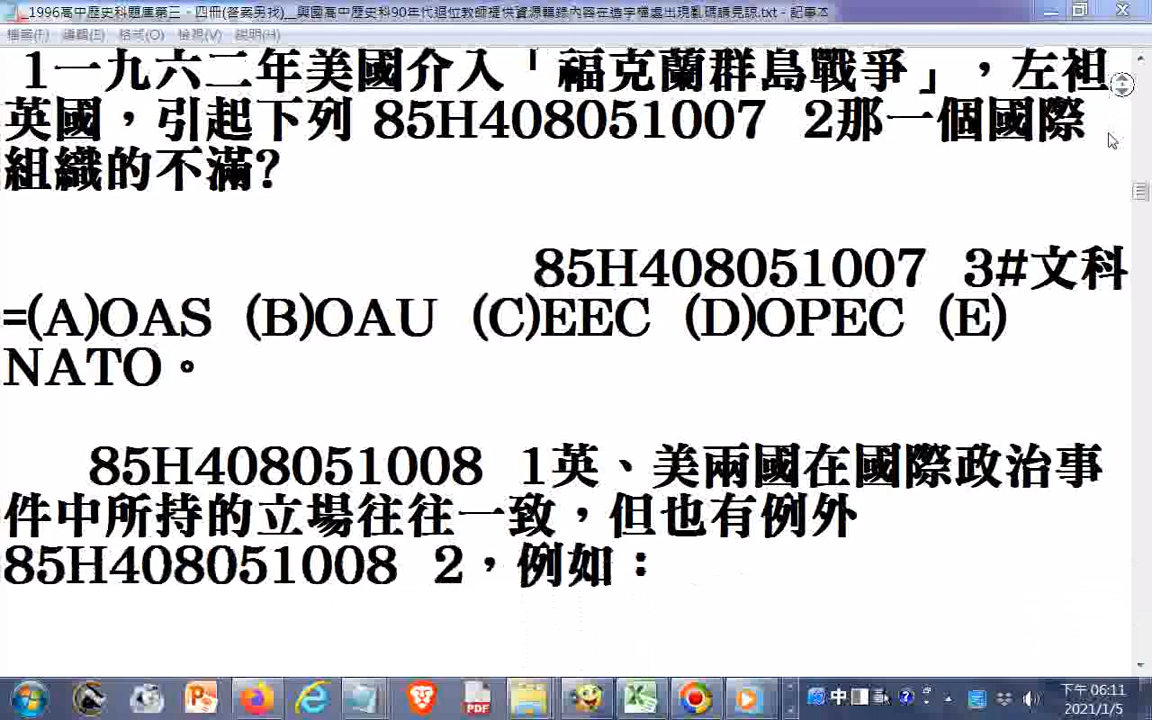 _1996高中歷史科題庫第三、四冊(答案另找)__興國高中歷史科90年代退位教師提供資源輯錄內容在造字檔處出現亂碼請見諒.txt - 記事本
檔案(F) 編輯(E) 格式(O) 檢視(V) 說明(H)
1一九六二年美國介入「福克蘭群島戰爭」，左袒
英國，引起下列 85H408051007 2那一個國際
組織的不滿?
85H408051007 3#文科
=(A)OAS (B)OAU (C)EEC (D)OPEC (E)
NATO。
85H408051008 1英、美兩國在國際政治事
件中所持的立場往往一致，但也有例外
85H408051008 2，例如：
PDF
中
下午 06:11
2021/1/5